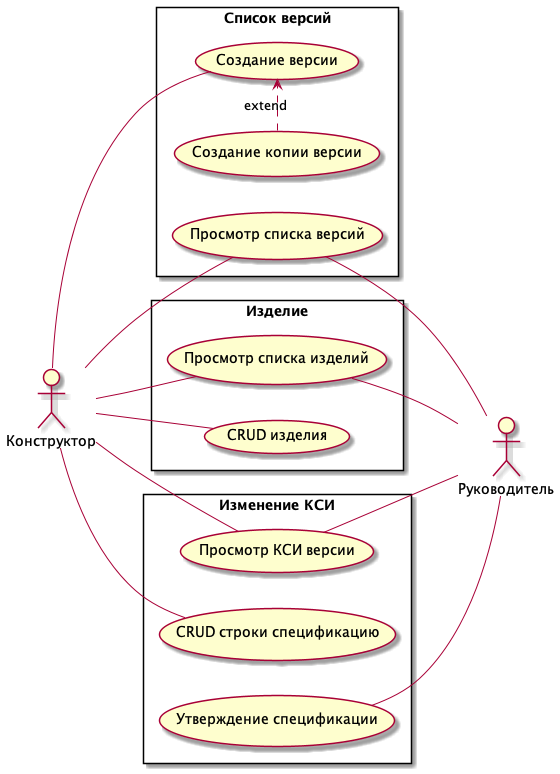 Список версий
Создание версии
extend
Создание копии версии
Просмотр списка версий
Изделие
Просмотр списка изделий
CRUD изделия
Конструктор
Руководитель
Изменение КСИ
Просмотр КСИ версии
CRUD строки спецификацию
Утверждение спецификации